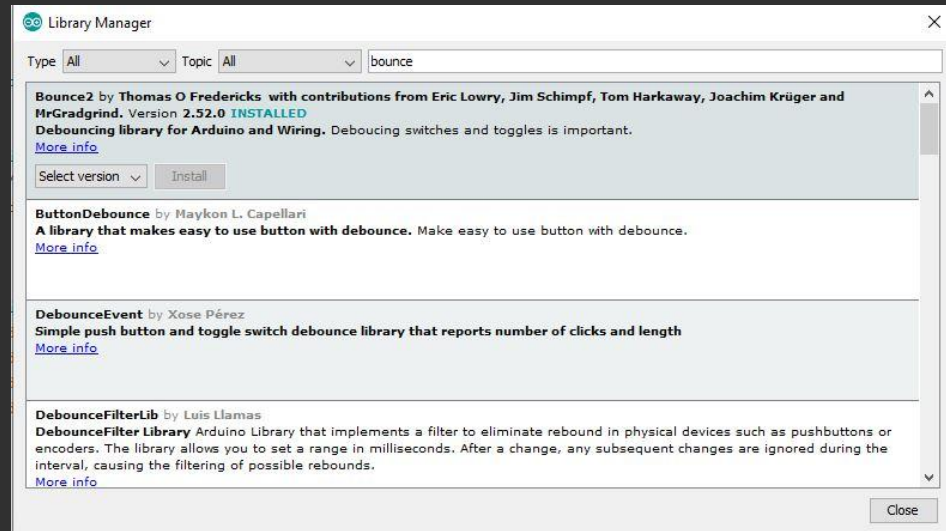 Library Manager
Type All Topic All bounce
Bounce2 by Thomas O Fredericks with contributions from Eric Lowry, Jim Schimpf, Tom Harkaway, Joachim Krüger and
MrGradgrind. Version 2.52.0 INSTALLED
Debouncing library for Arduino and Wiring. Deboucing switches and toggles is important.
More info
Select version Install
ButtonDebounce by Maykon L. Capellari
A library that makes easy to use button with debounce. Make easy to use button with debounce.
More info
DebounceEvent by Xose Pérez
Simple push button and toggle switch debounce library that reports number of clicks and length
More info
DebounceFilterLib by Luis Llamas
DebounceFilter Library Arduino Library that implements a filter to eliminate rebound in physical devices such as pushbuttons or
encoders. The library allows you to set a range in milliseconds. After a change, any subsequent changes are ignored during the
interval, causing the filtering of possible rebounds.
More info
Close